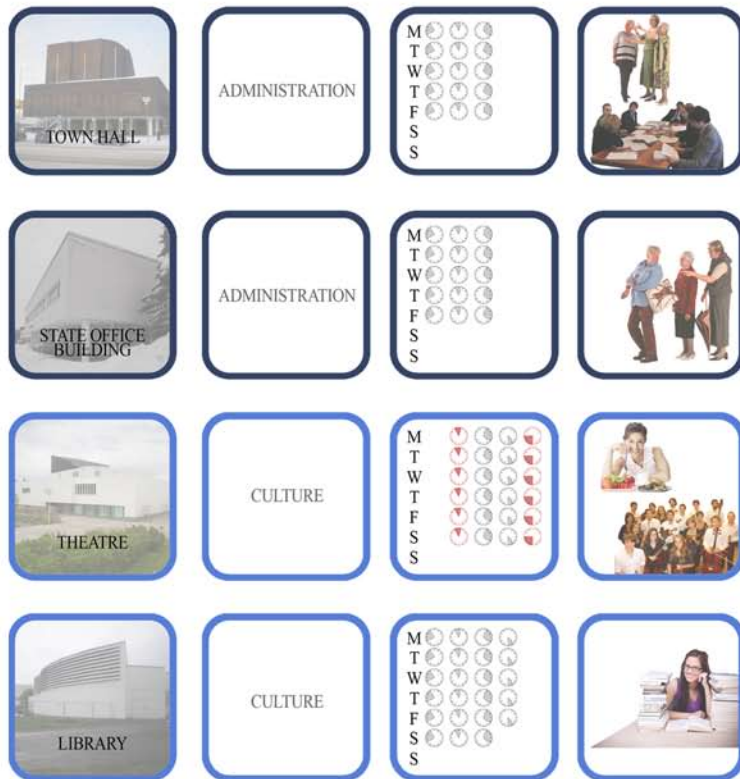 TOWN HALL
ADMINISTRATION
M
T
W
T
F
S
S
STATE OFFICE
BUILDING
ADMINISTRATION
M
T
W
T
F
S
S
THEATRE
CULTURE
M
T
W
T
F
S
S
LIBRARY
CULTURE
M
T
W
T
F
S
S